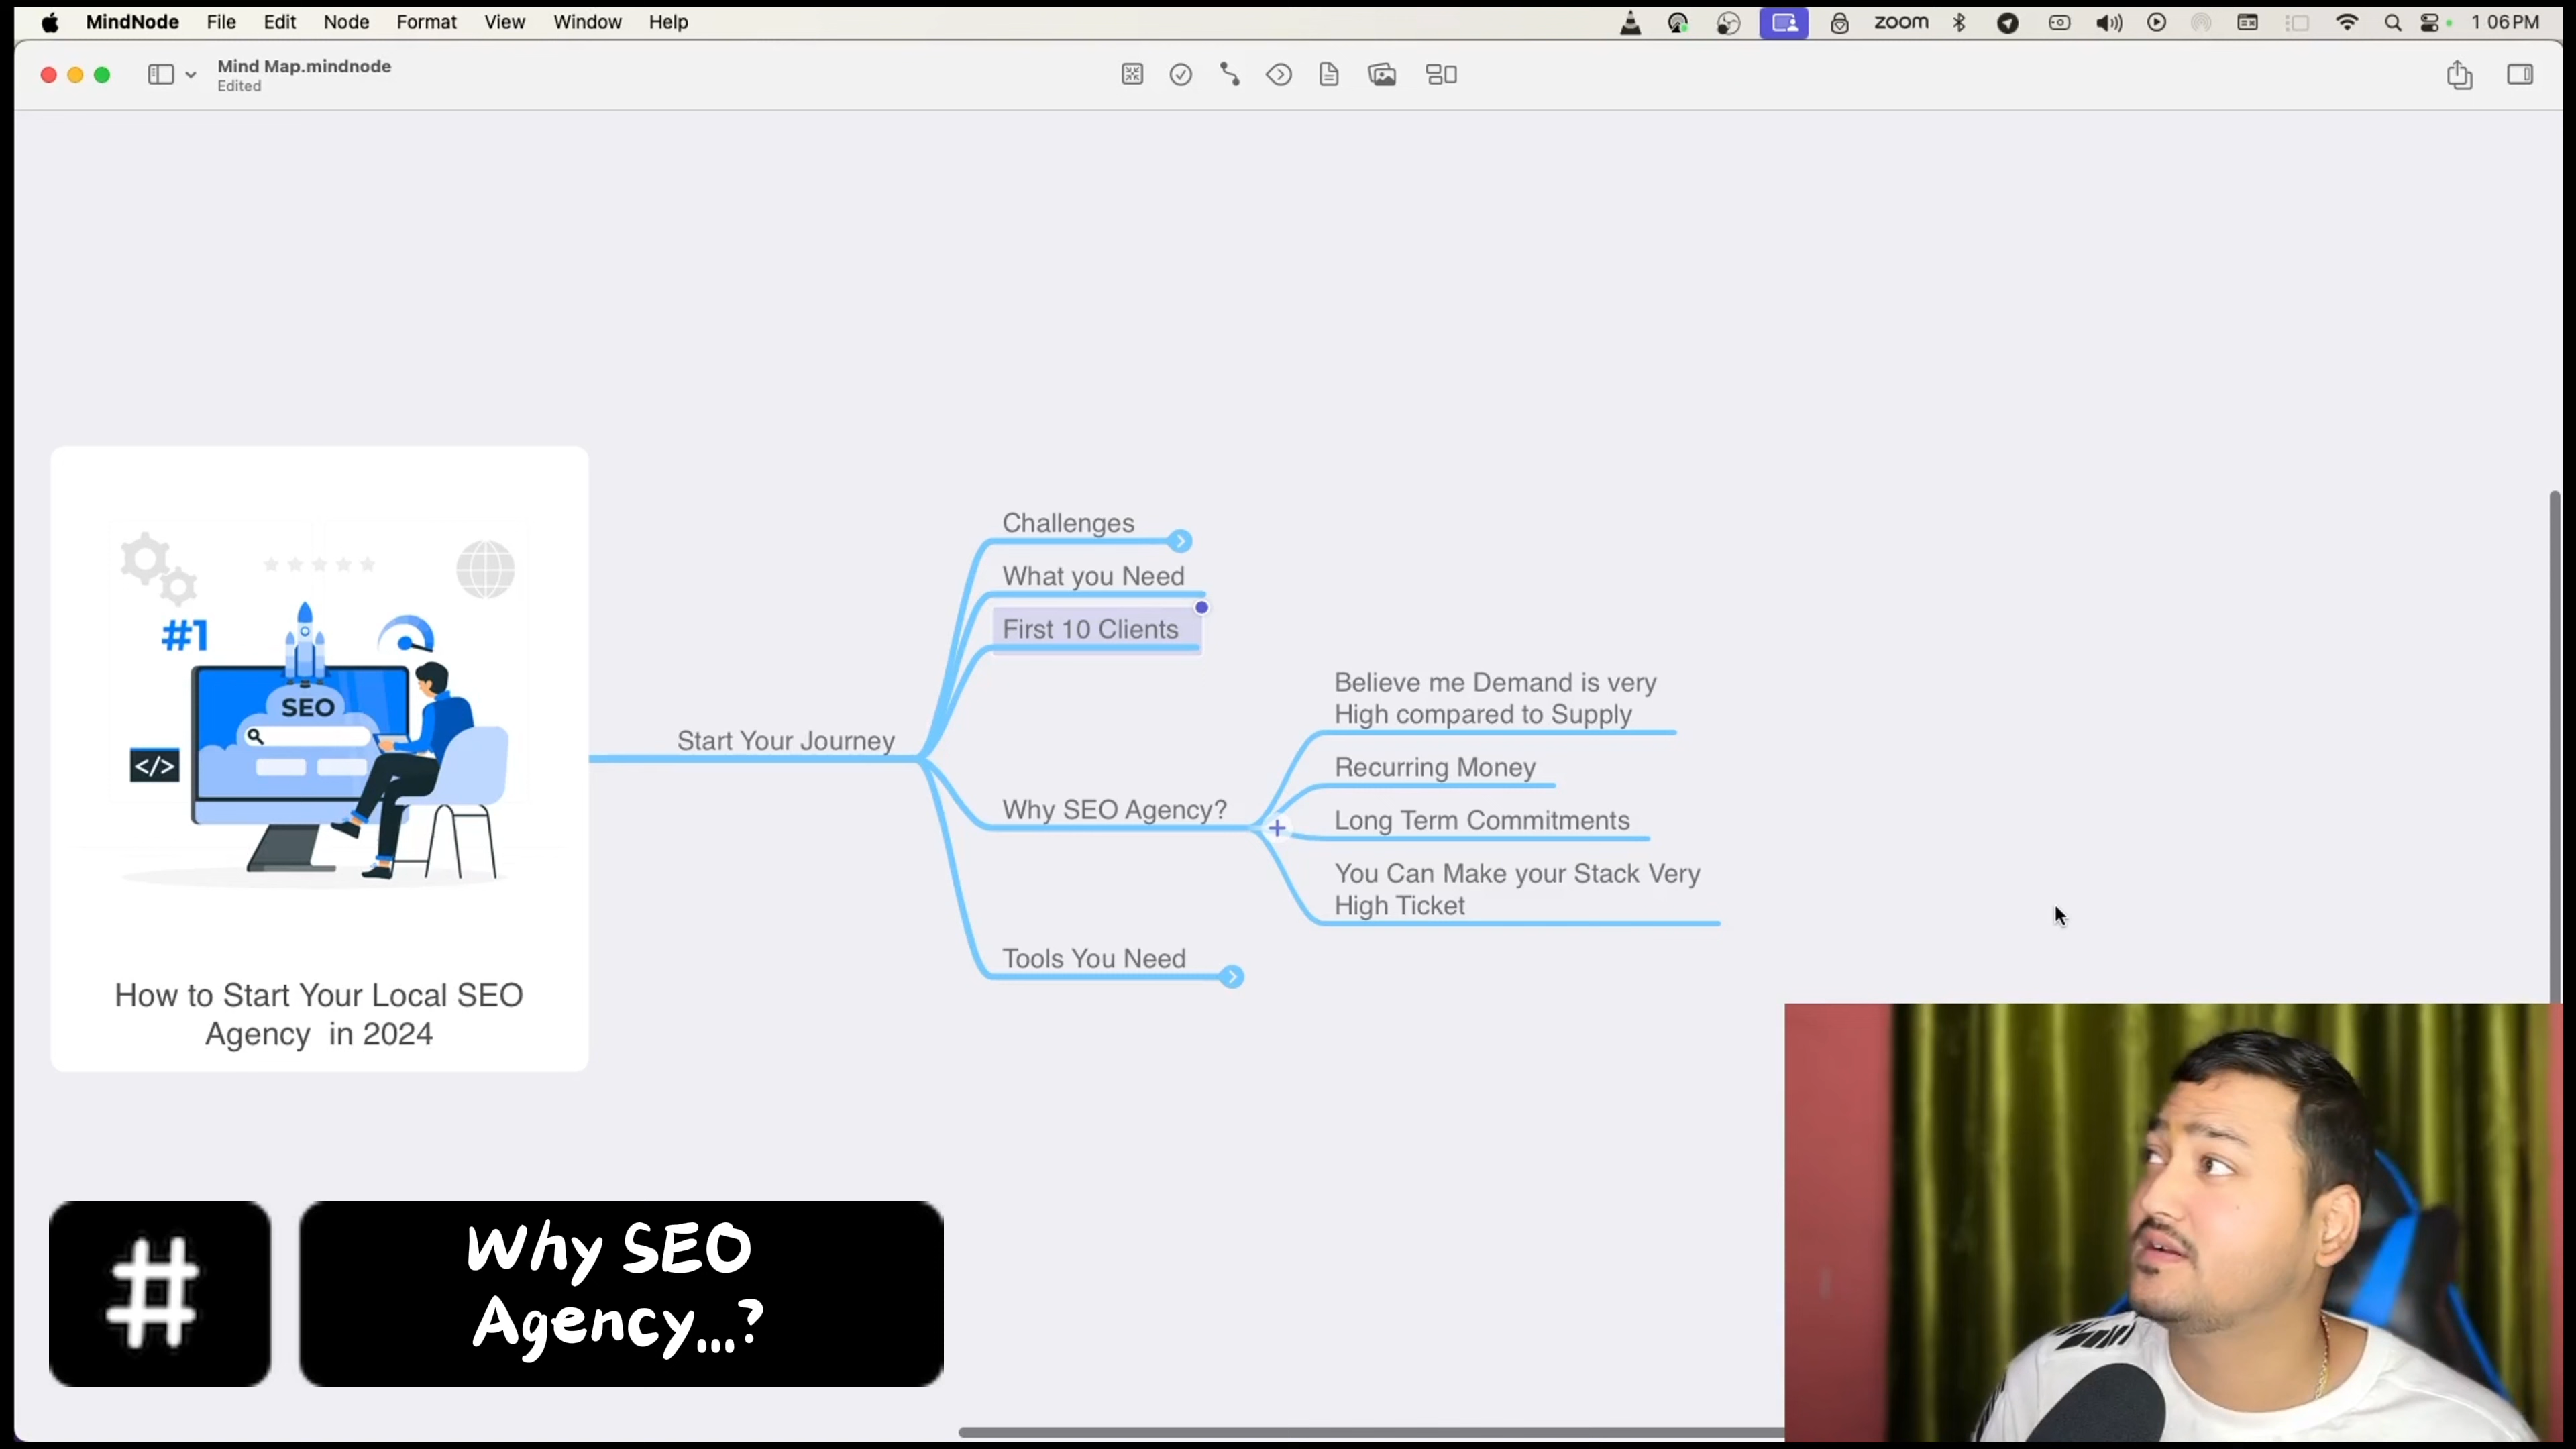 MindNode File Edit Node Format View Window Help zoom 1 06 PM
Mind Map.mindnode
Edited
Challenges
What you Need
First 10 Clients
Believe me Demand is very
High compared to Supply
Start Your Journey
Recurring Money
Why SEO Agency?
Long Term Commitments
You Can Make your Stack Very
High Ticket
Tools You Need
#1
SEO
</>
How to Start Your Local SEO
Agency in 2024
#
Why SEO
Agency...?